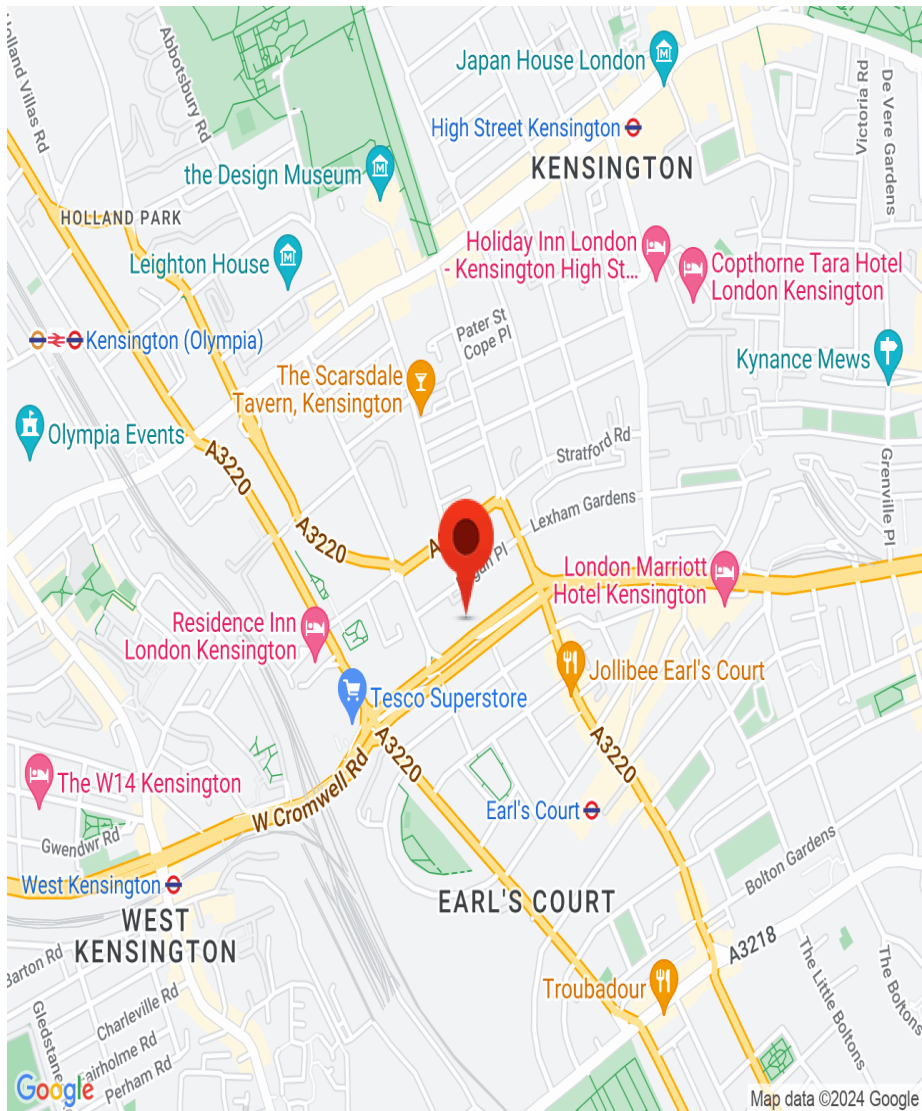 Holland Villas Rd
Abbotsbury Rd
Japan House London
Victoria Rd
De Vere Gardens
High Street Kensington
KENSINGTON
the Design Museum
HOLLAND PARK
Leighton House
Holiday Inn London
- Kensington High St...
Copthorne Tara Hotel
London Kensington
Pater St
Cope Pl
Kensington (Olympia)
Kynance Mews
The Scarsdale
Tavern, Kensington
Olympia Events
Stratford Rd
A3220
Grenville Pl
Lexham Gardens
A3220
London Marriott
Hotel Kensington
Residence Inn
London Kensington
Jollibee Earl's Court
Tesco Superstore
A3220
A3220
The W14 Kensington
W Cromwell Rd
Earl's Court
Gwendwr Rd
Bolton Gardens
West Kensington
EARL'S COURT
WEST
KENSINGTON
A3218
Barton Rd
The Little Boltons
The Boltons
Troubadour
Charleville Rd
Perham Rd
Google
Map data ©2024 Google